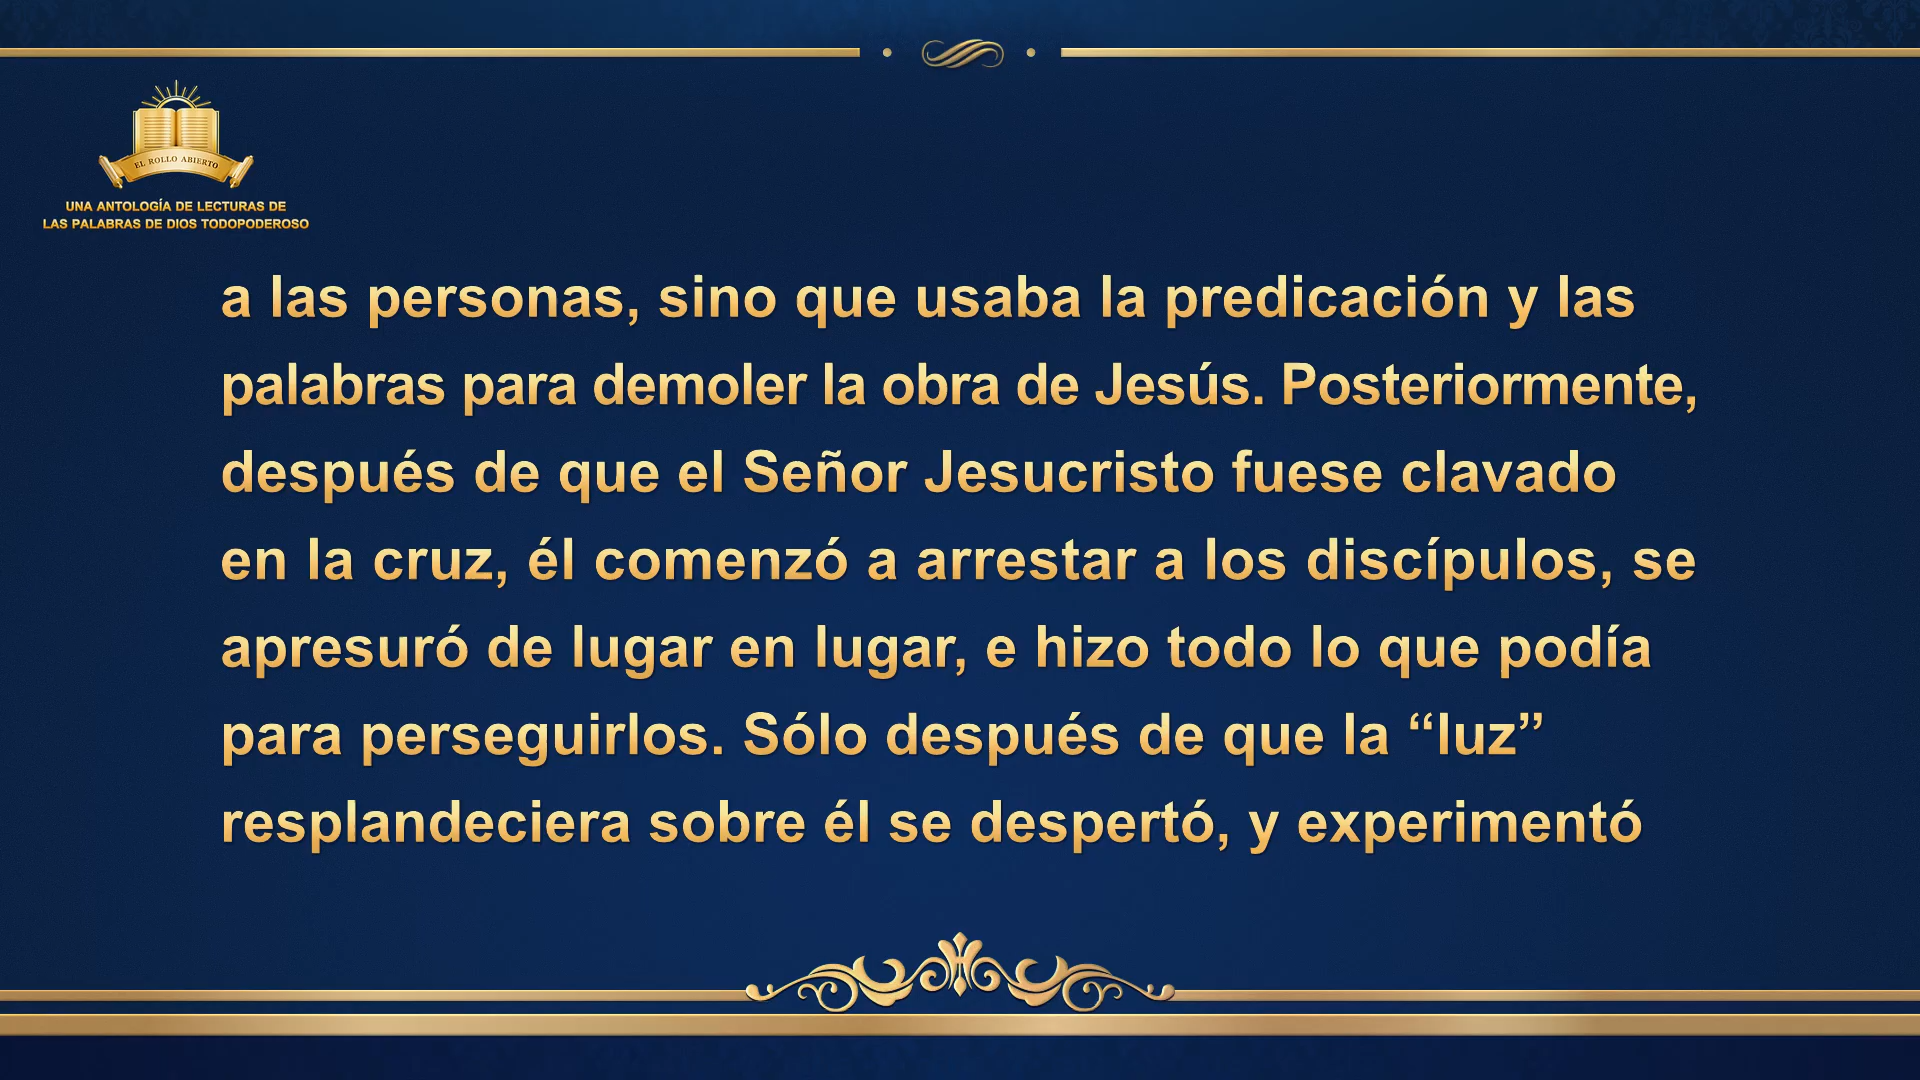 EL ROLLO ABIERTO
UNA ANTOLOGÍA DE LECTURAS DE
LAS PALABRAS DE DIOS TODOPODEROSO
a las personas, sino que usaba la predicación y las
palabras para demoler la obra de Jesús. Posteriormente,
después de que el Señor Jesucristo fuese clavado
en la cruz, él comenzó a arrestar a los discípulos, se
apresuró de lugar en lugar, e hizo todo lo que podía
para perseguirlos. Sólo después de que la “luz”
resplandeciera sobre él se despertó, y experimentó